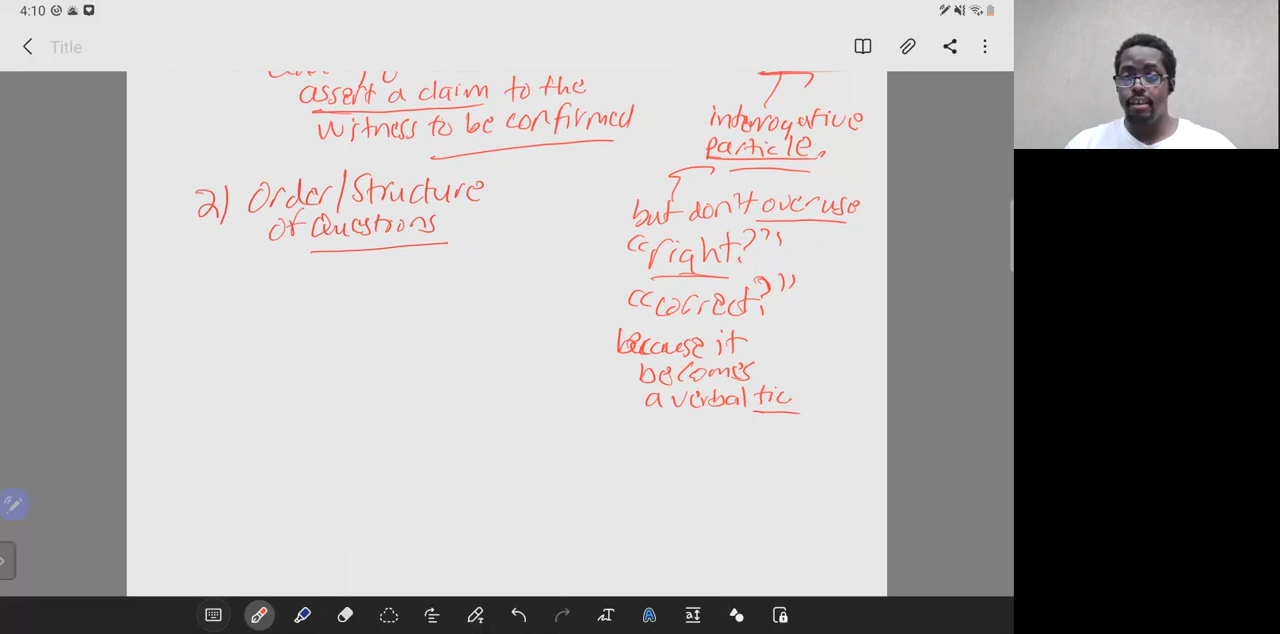 4:10
Title
assert a claim to the
witness to be confirmed
2) Order/Structure
of Questions
interogative
particle,
but don't overuse
"right?",
"correct?"
because it
becomes
a verbal tic